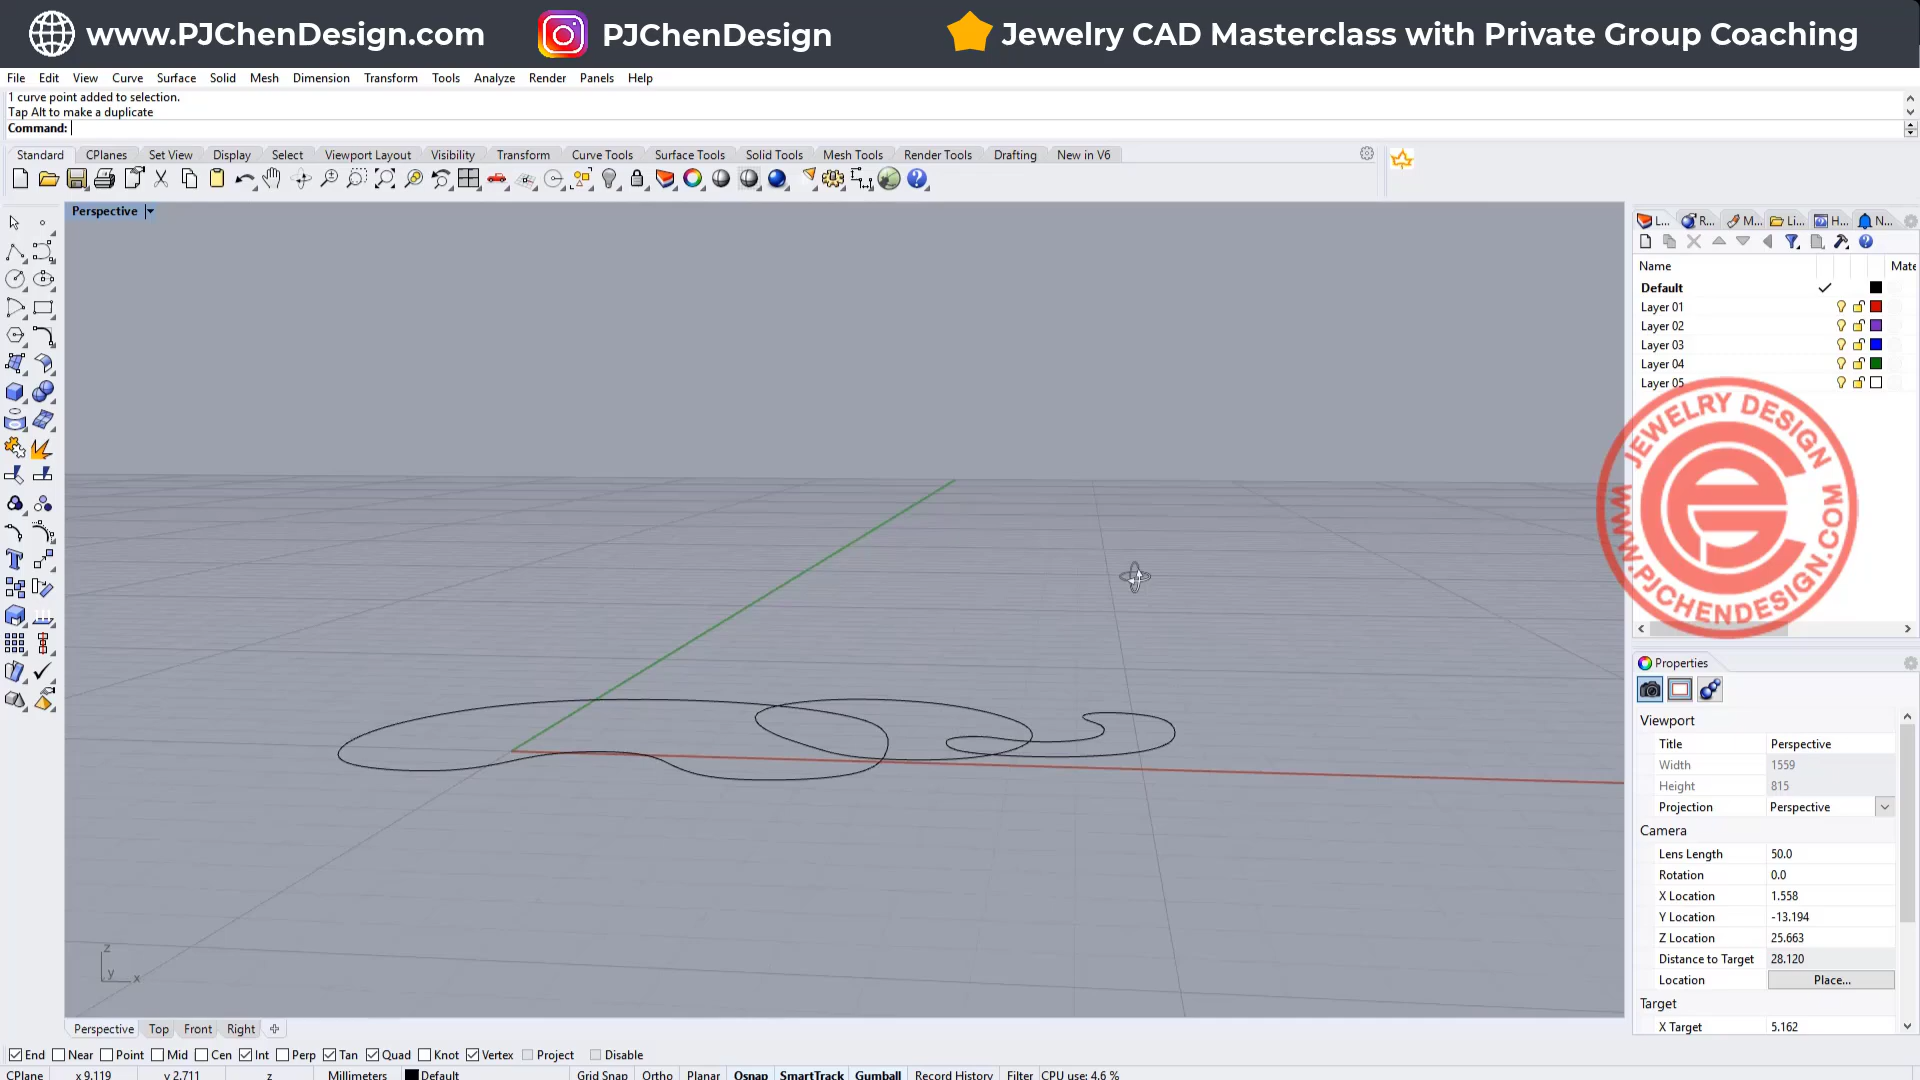 www.PJChenDesign.com PJChenDesign Jewelry CAD Masterclass with Private Group Coaching
File Edit View Curve Surface Solid Mesh Dimension Transform Tools Analyze Render Panels Help
1 curve point added to selection.
Tap Alt to make a duplicate
Command:
Standard CPlanes Set View Display Select Viewport Layout Visibility Transform Curve Tools Surface Tools Solid Tools Mesh Tools Render Tools Drafting New in V6
Perspective
L... R... M... Li... H... N...
Name Mate
Default
Layer 01
Layer 02
Layer 03
Layer 04
Layer 05
JEWELRY DESIGN
WWW.PJCHENDESIGN.COM
Properties
Viewport
Title Perspective
Width 1559
Height 815
Projection Perspective
Camera
Lens Length 50.0
Rotation 0.0
X Location 1.558
Y Location -13.194
Z Location 25.663
Distance to Target 28.120
Location Place...
Target
X Target 5.162
z
y x
Perspective Top Front Right
End Near Point Mid Cen Int Perp Tan Quad Knot Vertex Project Disable
CPlane x 9.119 y 2.711 z Millimeters Default Grid Snap Ortho Planar Osnap SmartTrack Gumball Record History Filter CPU use: 4.6 %